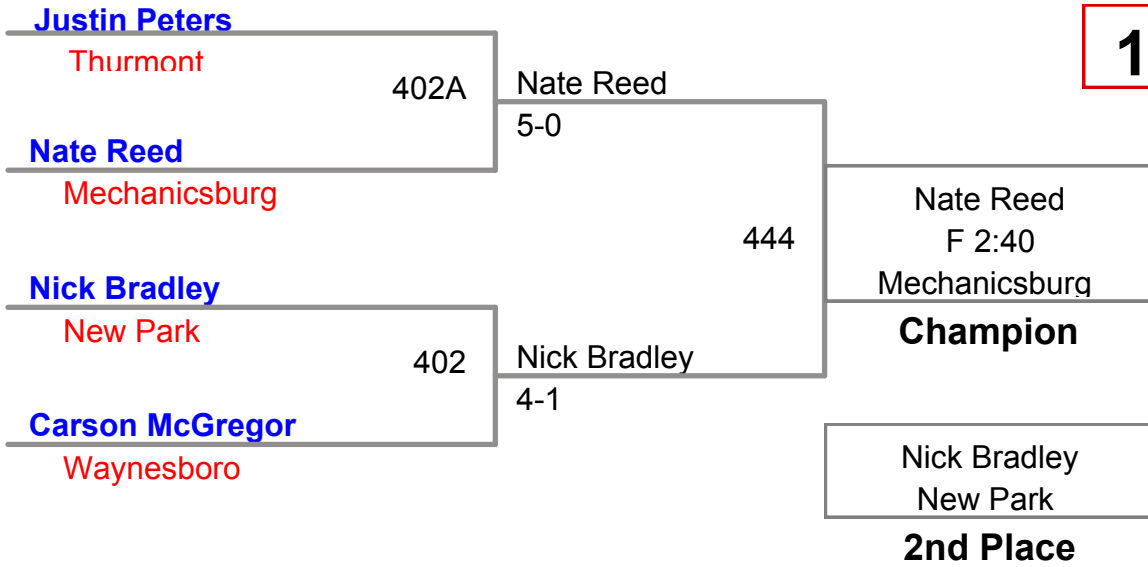 Justin Peters
Thurmont
1
402A
Nate Reed
5-0
Nate Reed
Mechanicsburg
Nate Reed
F 2:40
Mechanicsburg
444
Nick Bradley
New Park
Champion
402
Nick Bradley
4-1
Carson McGregor
Waynesboro
Nick Bradley
New Park
2nd Place